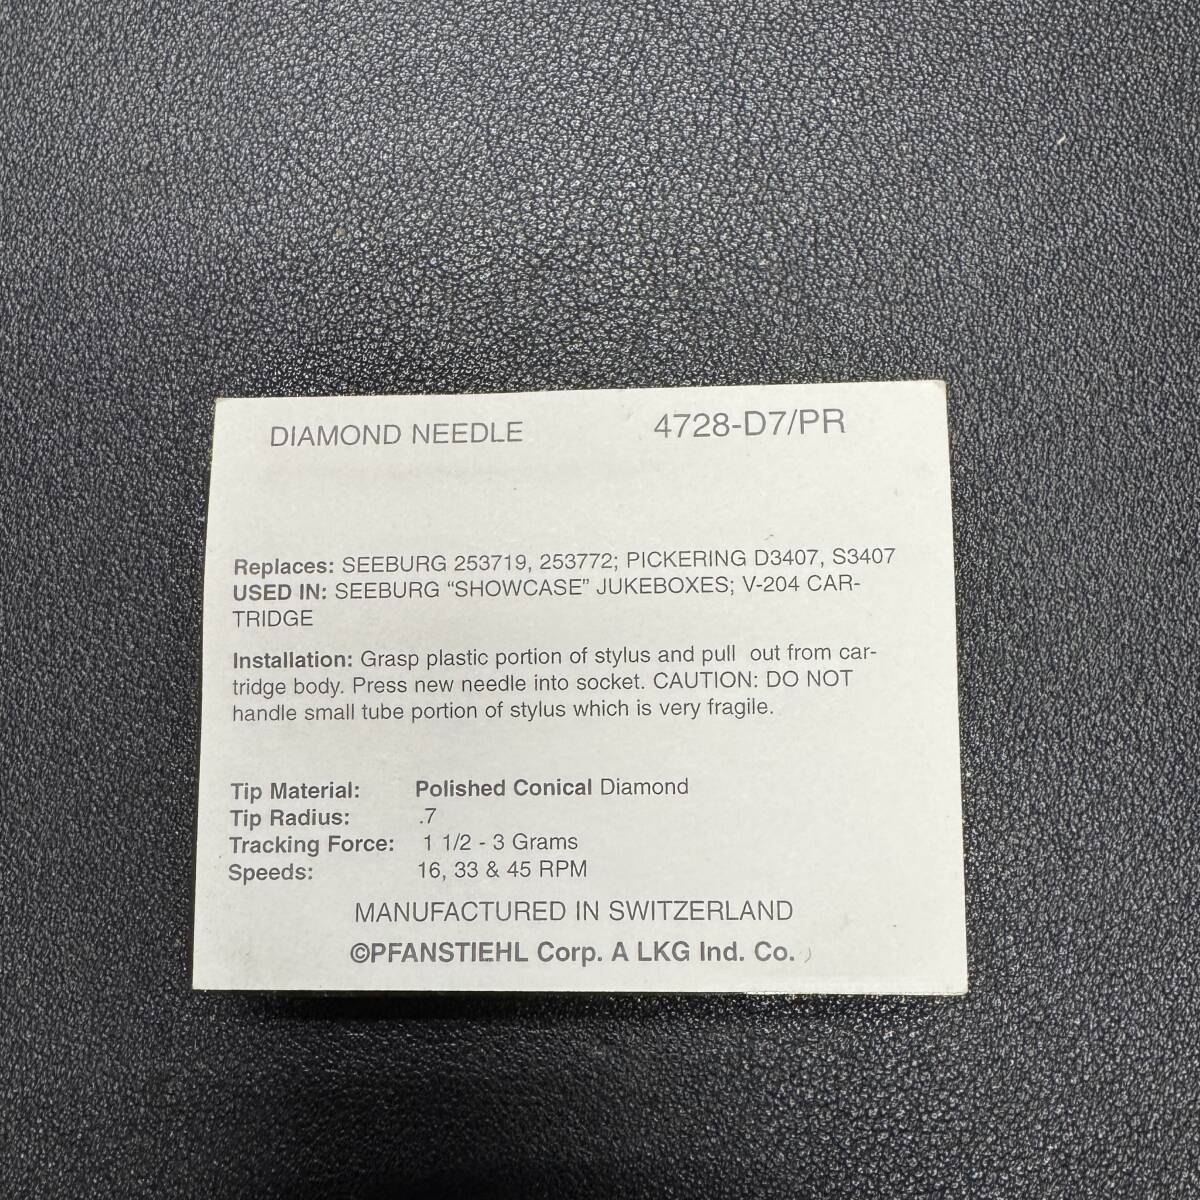 DIAMOND NEEDLE 4728-D7/PR
Replaces: SEEBURG 253719, 253772; PICKERING D3407, S3407
USED IN: SEEBURG “SHOWCASE” JUKEBOXES; V-204 CAR-
TRIDGE
Installation: Grasp plastic portion of stylus and pull out from car-
tridge body. Press new needle into socket. CAUTION: DO NOT
handle small tube portion of stylus which is very fragile.
Tip Material: Polished Conical Diamond
Tip Radius: .7
Tracking Force: 1 1/2 - 3 Grams
Speeds: 16, 33 & 45 RPM
MANUFACTURED IN SWITZERLAND
©PFANSTIEHL Corp. A LKG Ind. Co.